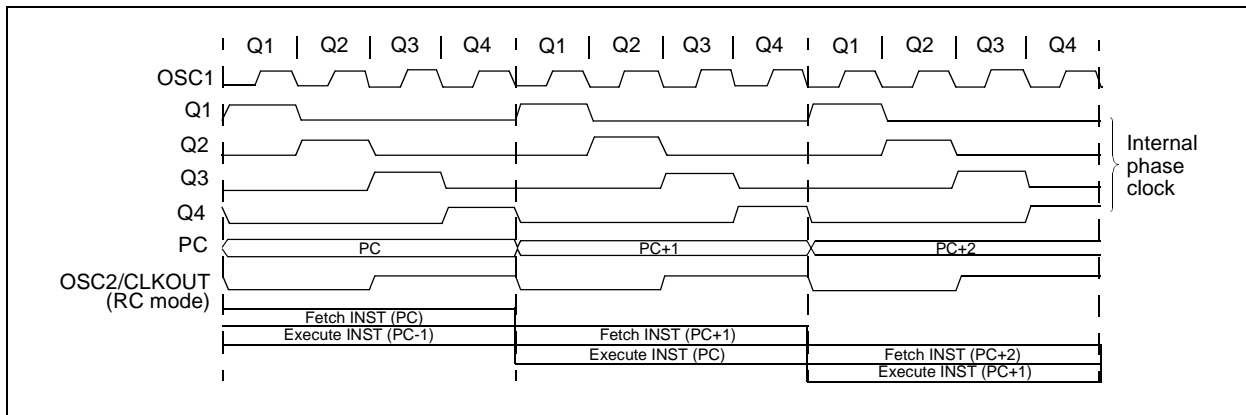 Q1 Q2 Q3 Q4 Q1 Q2 Q3 Q4 Q1 Q2 Q3 Q4
OSC1
Q1
Q2
Q3
Q4
Internal
phase
clock
PC PC PC+1 PC+2
OSC2/CLKOUT
(RC mode)
Fetch INST (PC)
Execute INST (PC-1) Fetch INST (PC+1)
Execute INST (PC) Fetch INST (PC+2)
Execute INST (PC+1)